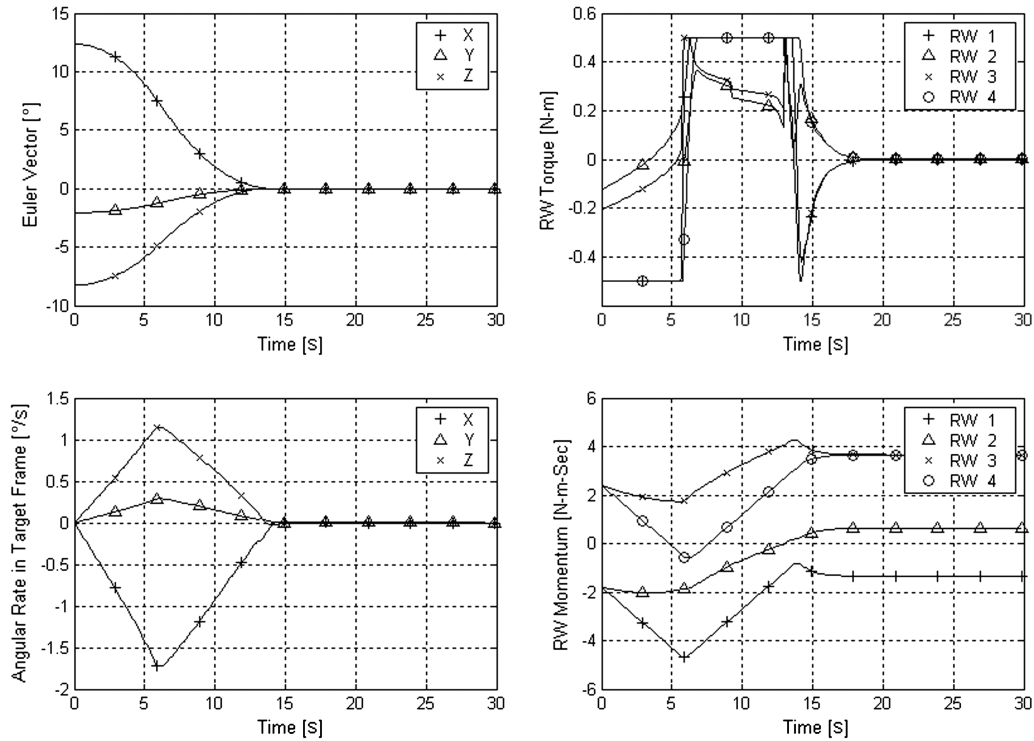 15
10
5
0
-5
-10
Euler Vector [°]
0 5 10 15 20 25 30
Time [S]
X
Y
Z
0.6
0.4
0.2
0
-0.2
-0.4
RW Torque [N-m]
0 5 10 15 20 25 30
Time [S]
RW 1
RW 2
RW 3
RW 4
1.5
1
0.5
0
-0.5
-1
-1.5
-2
Angular Rate in Target Frame [°/s]
0 5 10 15 20 25 30
Time [S]
X
Y
Z
6
4
2
0
-2
-4
-6
RW Momentum [N-m-Sec]
0 5 10 15 20 25 30
Time [S]
RW 1
RW 2
RW 3
RW 4